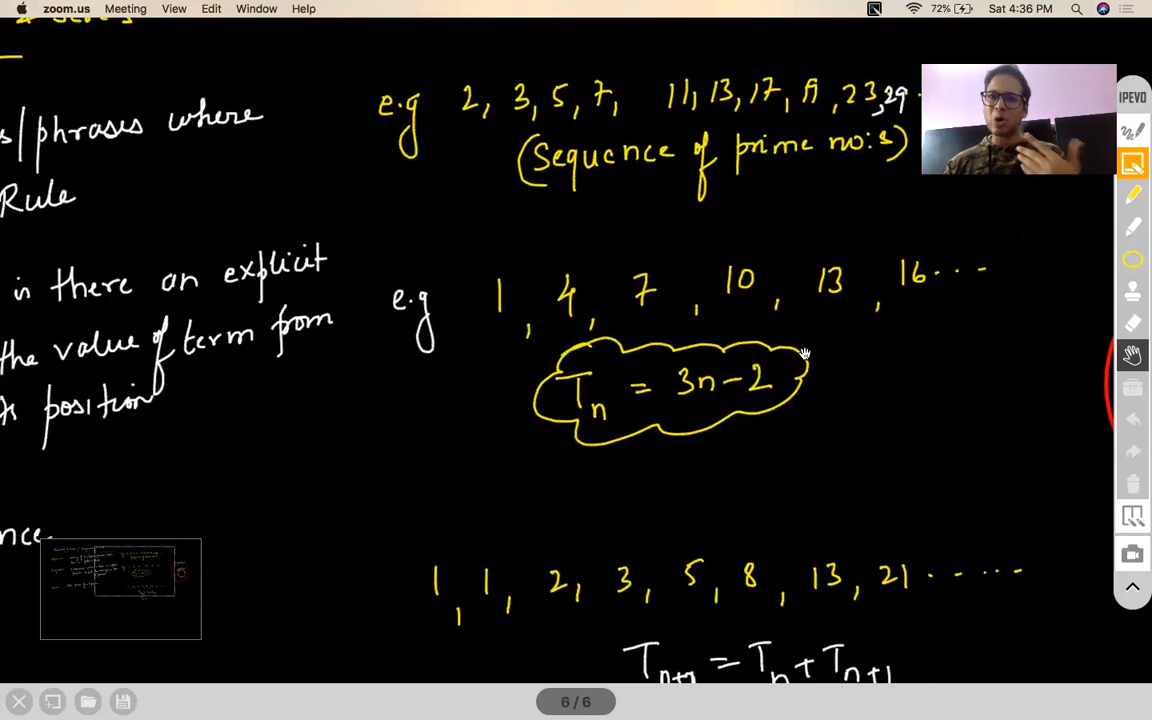 zoom.us Meeting View Edit Window Help 72% Sat 4:36 PM
IPEVO
s/phrases where
Rule
is there an explicit
the value of term from
position
nce.
e.g 2, 3, 5, 7, 11, 13, 17, 19, 23, 29
(Sequence of prime no:s)
e.g 1, 4, 7, 10, 13, 16 . . .
Tn = 3n - 2
1, 1, 2, 3, 5, 8, 13, 21 . . . . .
= Tn + Tn+1
6/6